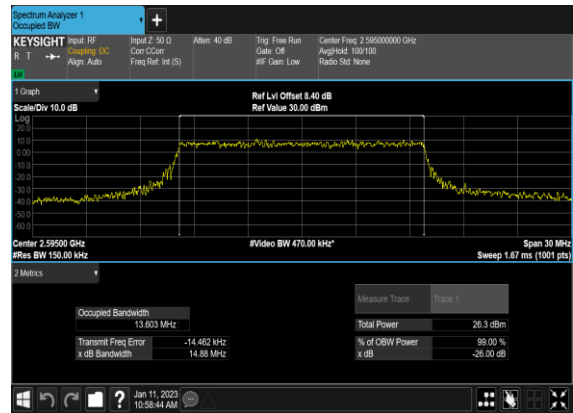 Spectrum Analyzer 1
Occupied BW
+
KEYSIGHT Input: RF Input Z: 50 Ω Atten: 40 dB Trig: Free Run Center Freq: 2.595000000 GHz
R T Coupling: DC Corr CCorr Gate: Off Avg|Hold: 100/100
Align: Auto Freq Ref: Int (S) #IF Gain: Low Radio Std: None
LXI
1 Graph
Ref Lvl Offset 8.40 dB
Scale/Div 10.0 dB Ref Value 30.00 dBm
Log
20.0
10.0
0.00
-10.0
-20.0
-30.0
-40.0
-50.0
-60.0
Center 2.59500 GHz #Video BW 470.00 kHz* Span 30 MHz
#Res BW 150.00 kHz Sweep 1.67 ms (1001 pts)
2 Metrics
Measure Trace Trace 1
Occupied Bandwidth
13.603 MHz Total Power 26.3 dBm
Transmit Freq Error -14.462 kHz % of OBW Power 99.00 %
x dB Bandwidth 14.88 MHz x dB -26.00 dB
? Jan 11, 2023
10:58:44 AM